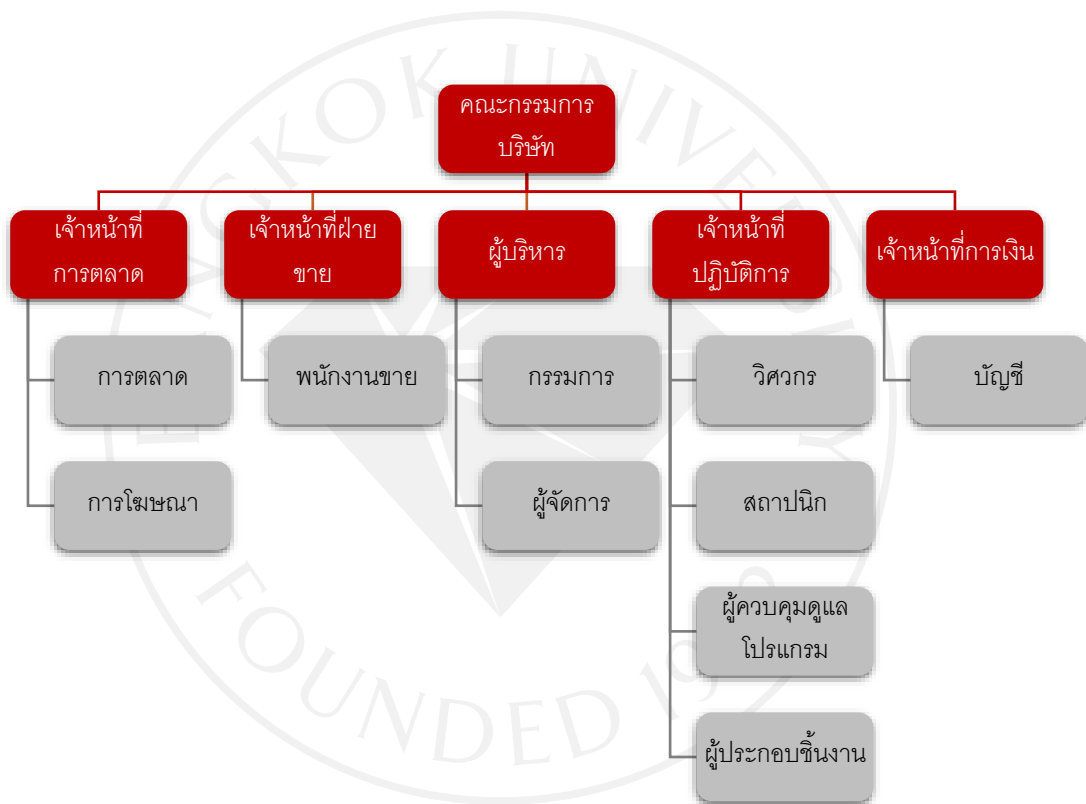 BANGKOK UNIVERSITY
คณะกรรมการ
บริษัท
เจ้าหน้าที่
การตลาด
เจ้าหน้าที่ฝ่าย
ขาย
ผู้บริหาร
เจ้าหน้าที่
ปฏิบัติการ
เจ้าหน้าที่การเงิน
การตลาด
พนักงานขาย
กรรมการ
วิศวกร
บัญชี
การโฆษณา
ผู้จัดการ
สถาปนิก
ผู้ควบคุมดูแล
โปรแกรม
ผู้ประกอบชิ้นงาน
FOUNDED